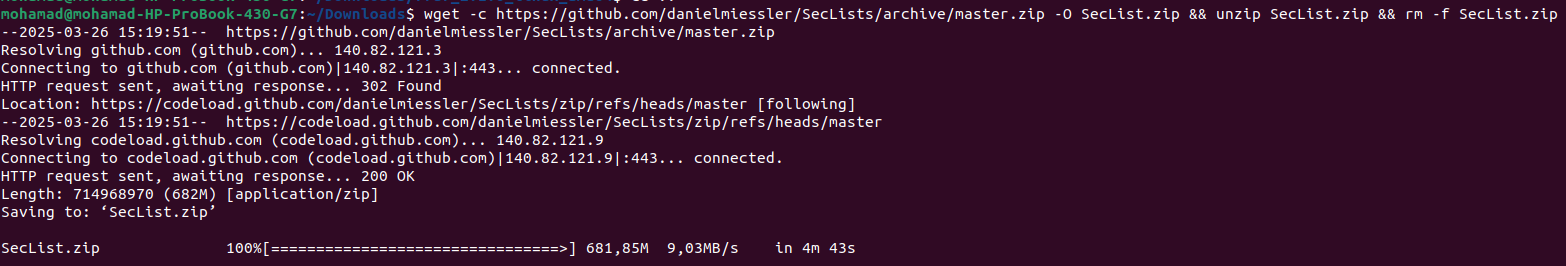 mohamad@mohamad-HP-ProBook-430-G7:~/Downloads$ wget -c https://github.com/danielmiessler/SecLists/archive/master.zip -O SecList.zip && unzip SecList.zip && rm -f SecList.zip
--2025-03-26 15:19:51--  https://github.com/danielmiessler/SecLists/archive/master.zip
Resolving github.com (github.com)... 140.82.121.3
Connecting to github.com (github.com)|140.82.121.3|:443... connected.
HTTP request sent, awaiting response... 302 Found
Location: https://codeload.github.com/danielmiessler/SecLists/zip/refs/heads/master [following]
--2025-03-26 15:19:51--  https://codeload.github.com/danielmiessler/SecLists/zip/refs/heads/master
Resolving codeload.github.com (codeload.github.com)... 140.82.121.9
Connecting to codeload.github.com (codeload.github.com)|140.82.121.9|:443... connected.
HTTP request sent, awaiting response... 200 OK
Length: 714968970 (682M) [application/zip]
Saving to: ‘SecList.zip’
SecList.zip              100%[================================>] 681,85M  9,03MB/s    in 4m 43s